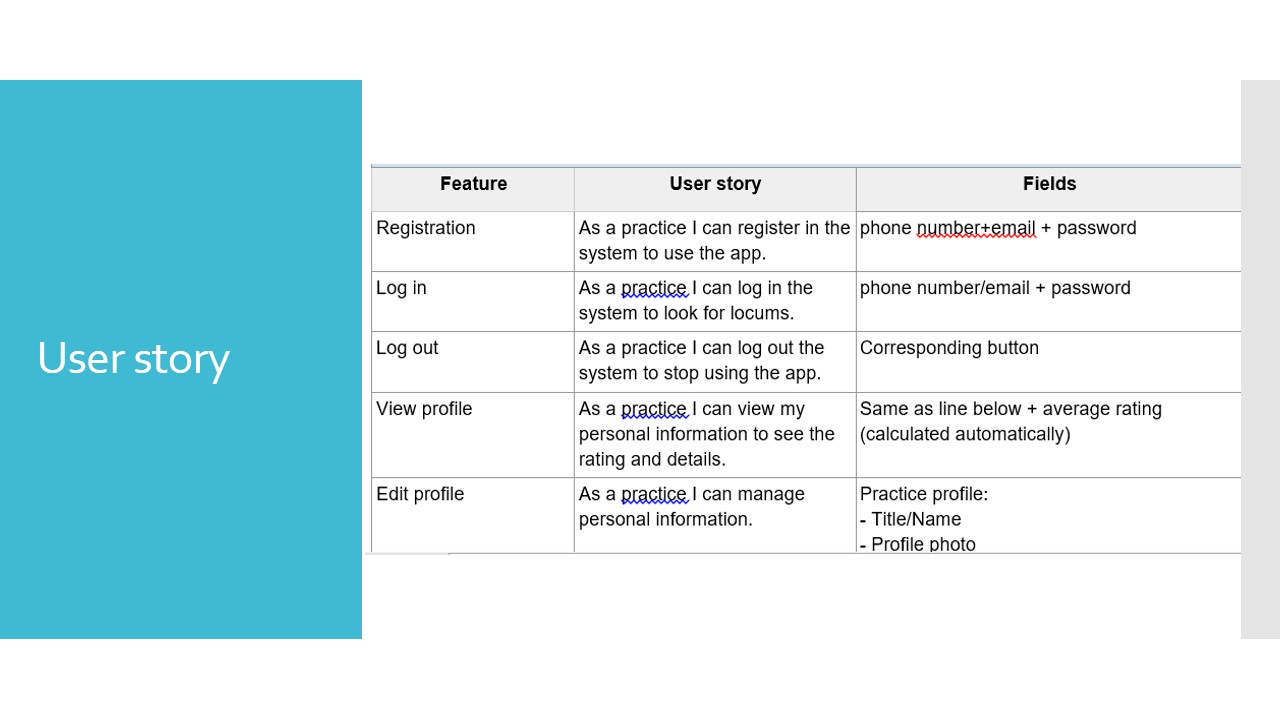 User story
Feature User story Fields
Registration As a practice I can register in the phone number+email + password
system to use the app.
Log in As a practice I can log in the phone number/email + password
system to look for locums.
Log out As a practice I can log out the Corresponding button
system to stop using the app.
View profile As a practice I can view my Same as line below + average rating
personal information to see the (calculated automatically)
rating and details.
Edit profile As a practice I can manage Practice profile:
personal information. - Title/Name
- Profile photo